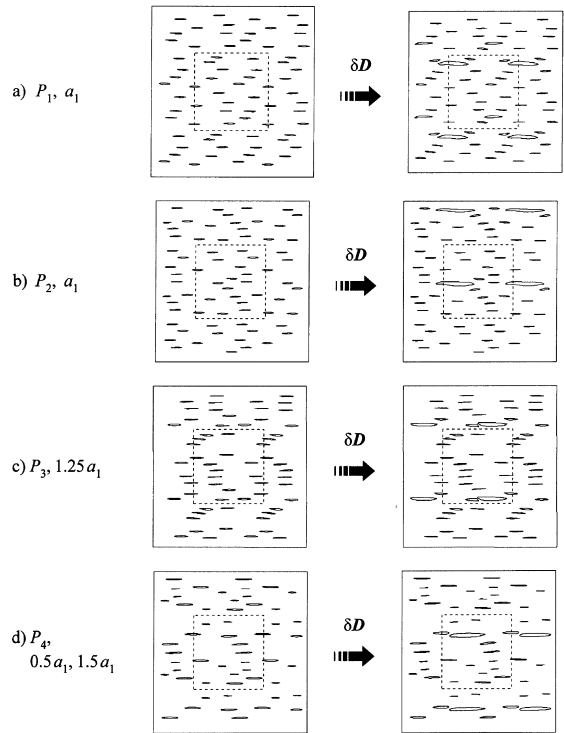 a) P₁, a₁
δD
b) P₂, a₁
δD
c) P₃, 1.25a₁
δD
d) P₄,
0.5a₁, 1.5a₁
δD